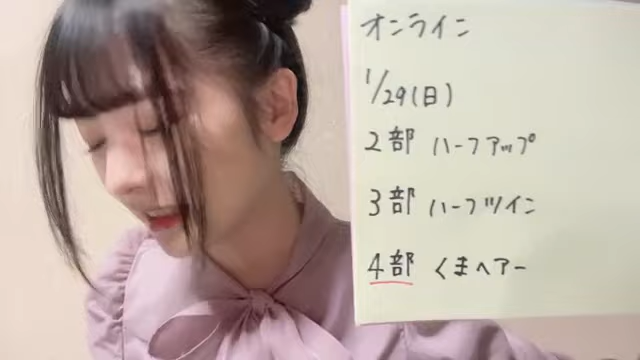 オンライン
1/29(日)
2部 ハーフアップ
3部 ハーフツイン
4部 くまヘアー